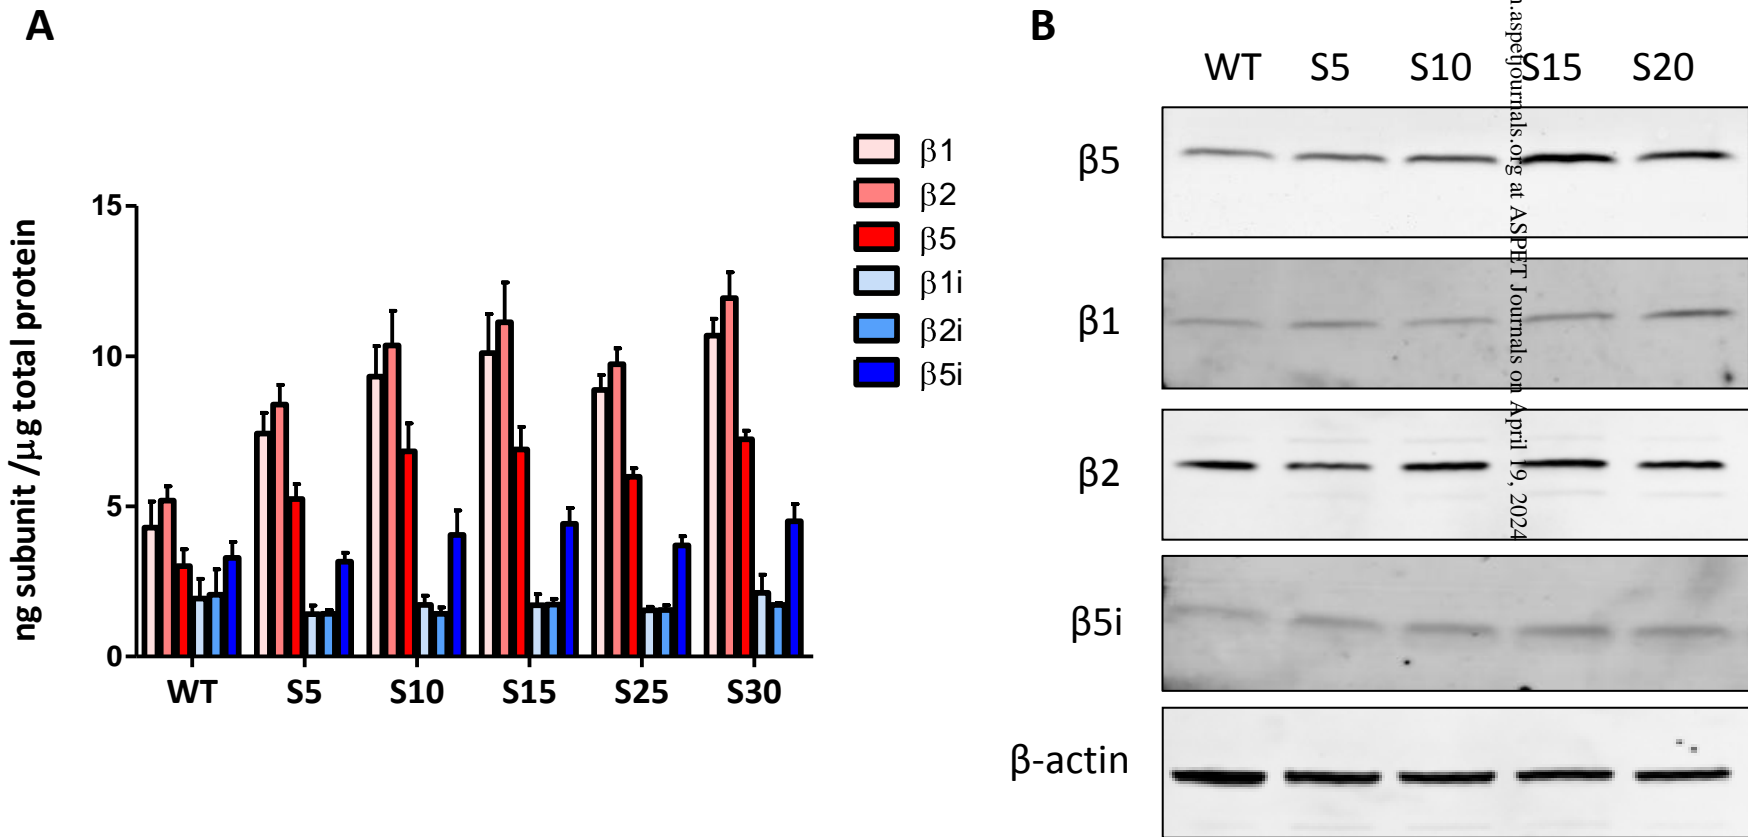 A
ng subunit /μg total protein
15
10
5
0
WT S5 S10 S15 S25 S30
β1
β2
β5
β1i
β2i
β5i
B
WT S5 S10 S15 S20
β5
β1
β2
β5i
β-actin
.aspetjournals.org at ASPET Journals on April 19, 2024